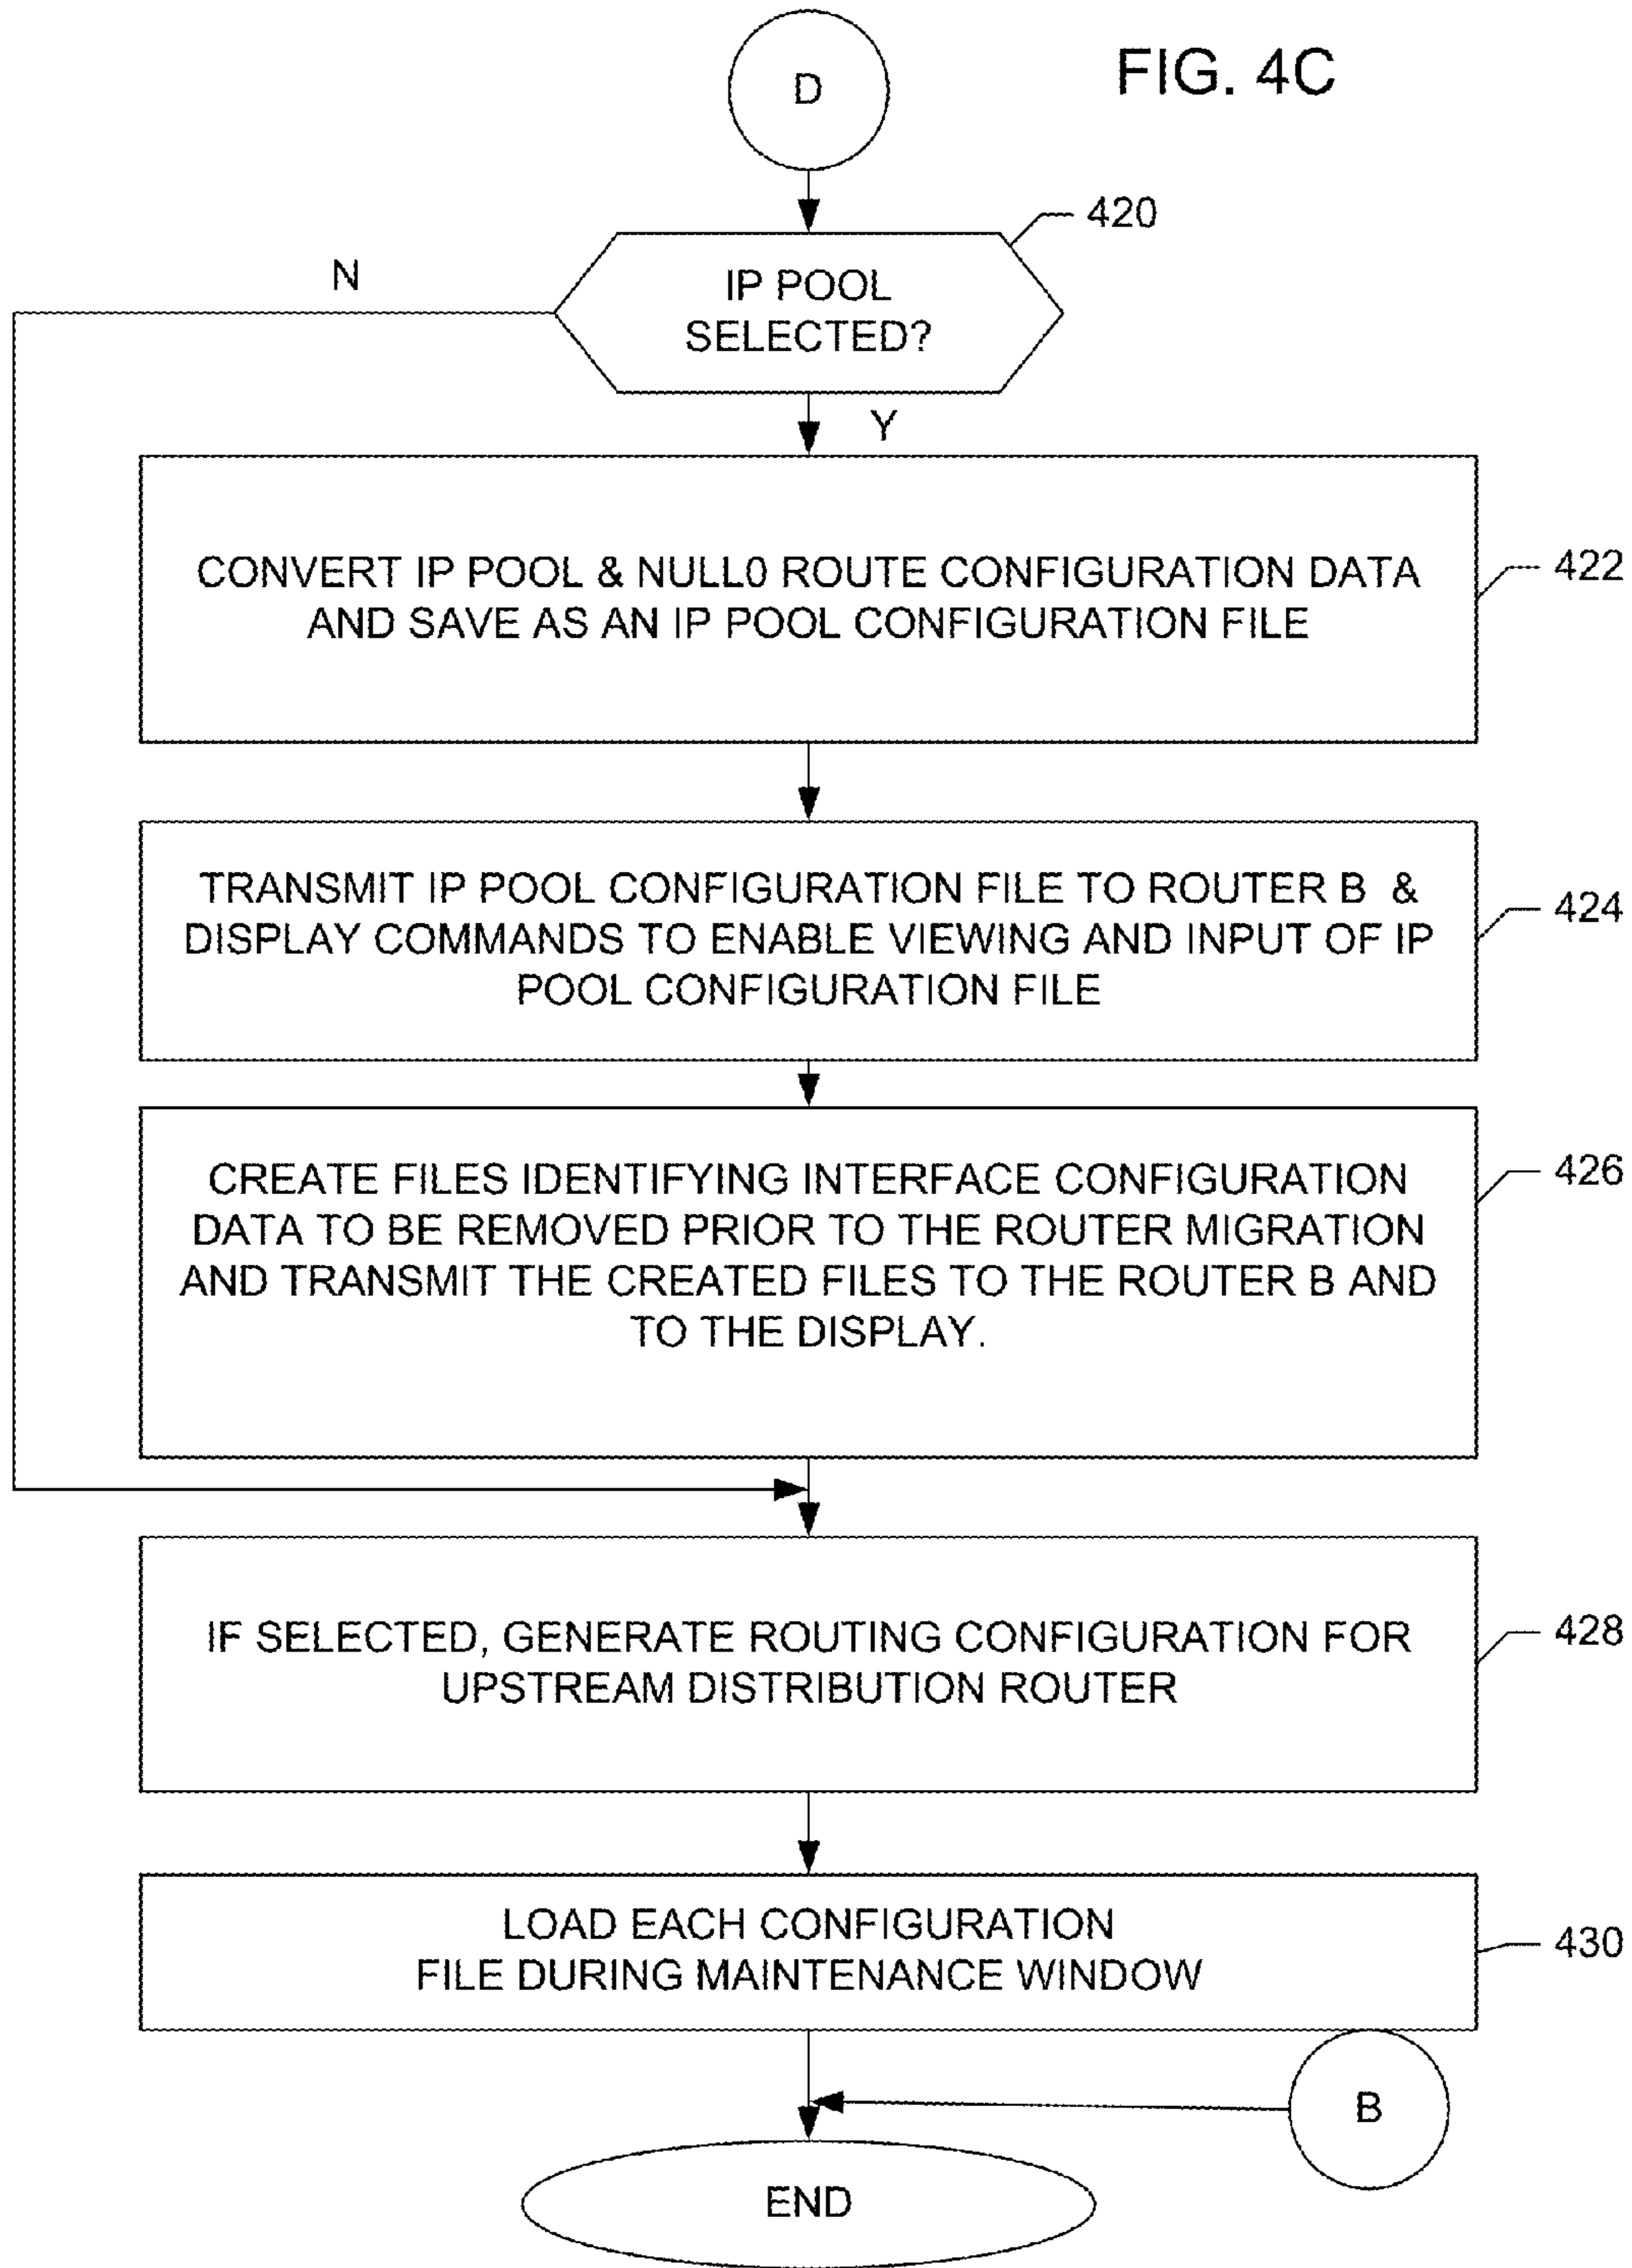 FIG. 4C
D
420
IP POOL
SELECTED?
N
Y
CONVERT IP POOL & NULL0 ROUTE CONFIGURATION DATA
AND SAVE AS AN IP POOL CONFIGURATION FILE
422
TRANSMIT IP POOL CONFIGURATION FILE TO ROUTER B &
DISPLAY COMMANDS TO ENABLE VIEWING AND INPUT OF IP
POOL CONFIGURATION FILE
424
CREATE FILES IDENTIFYING INTERFACE CONFIGURATION
DATA TO BE REMOVED PRIOR TO THE ROUTER MIGRATION
AND TRANSMIT THE CREATED FILES TO THE ROUTER B AND
TO THE DISPLAY.
426
IF SELECTED, GENERATE ROUTING CONFIGURATION FOR
UPSTREAM DISTRIBUTION ROUTER
428
LOAD EACH CONFIGURATION
FILE DURING MAINTENANCE WINDOW
430
B
END